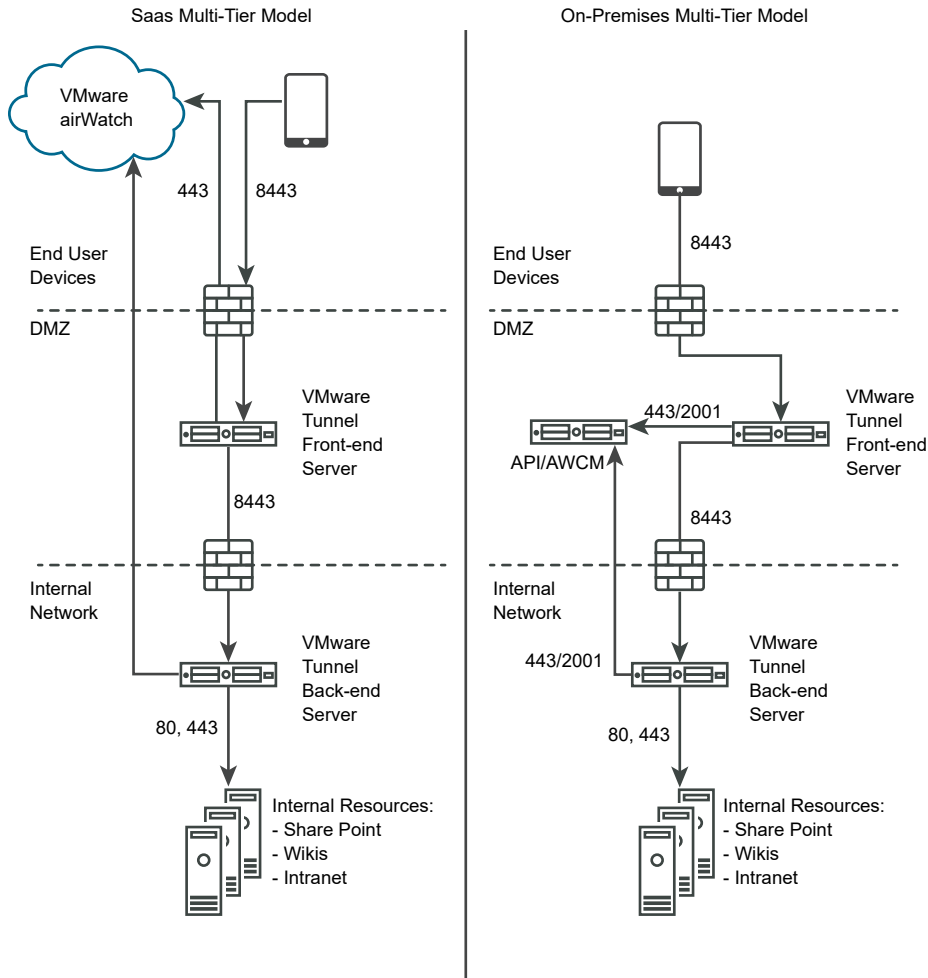 Saas Multi-Tier Model
VMware
airWatch
443
8443
End User
Devices
DMZ
VMware
Tunnel
Front-end
Server
8443
Internal
Network
VMware
Tunnel
Back-end
Server
80, 443
Internal Resources:
- Share Point
- Wikis
- Intranet
On-Premises Multi-Tier Model
8443
End User
Devices
DMZ
443/2001
VMware
Tunnel
Front-end
Server
API/AWCM
8443
Internal
Network
443/2001
VMware
Tunnel
Back-end
Server
80, 443
Internal Resources:
- Share Point
- Wikis
- Intranet